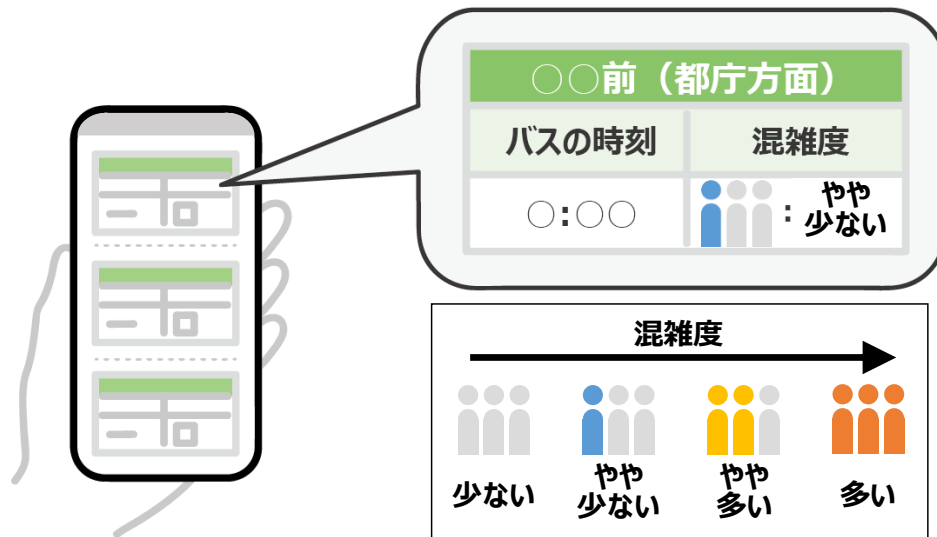 ○○前（都庁方面）
バスの時刻
混雑度
○:○○
:
やや
少ない
混雑度
少ない
やや
少ない
やや
多い
多い